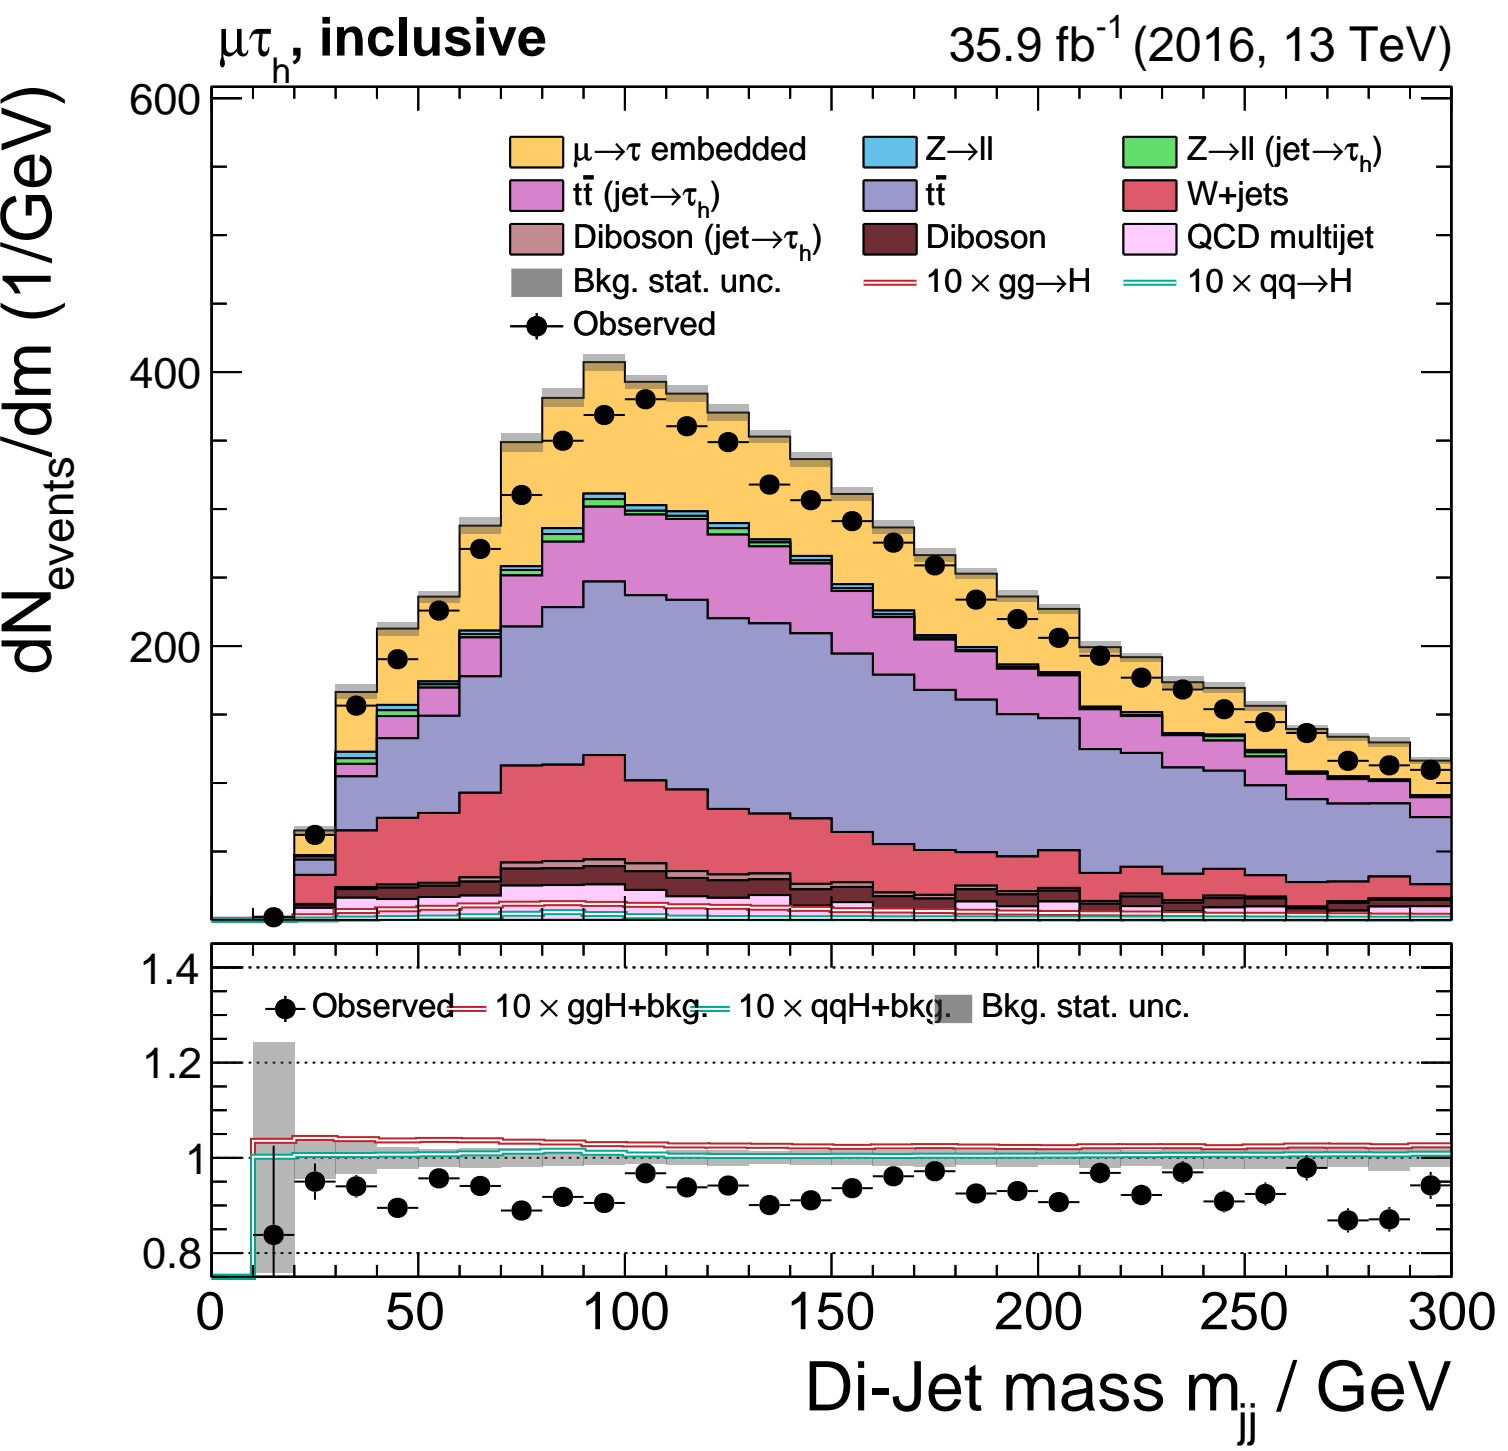 μτh, inclusive 35.9 fb-1 (2016, 13 TeV)
dNevents/dm (1/GeV)
600
400
200
μ→τ embedded Z→ll Z→ll (jet→τh)
tt̄ (jet→τh) tt̄ W+jets
Diboson (jet→τh) Diboson QCD multijet
Bkg. stat. unc. 10 × gg→H 10 × qq→H
Observed
1.4
1.2
1
0.8
Observed 10 × ggH+bkg. 10 × qqH+bkg. Bkg. stat. unc.
0 50 100 150 200 250 300
Di-Jet mass mjj / GeV